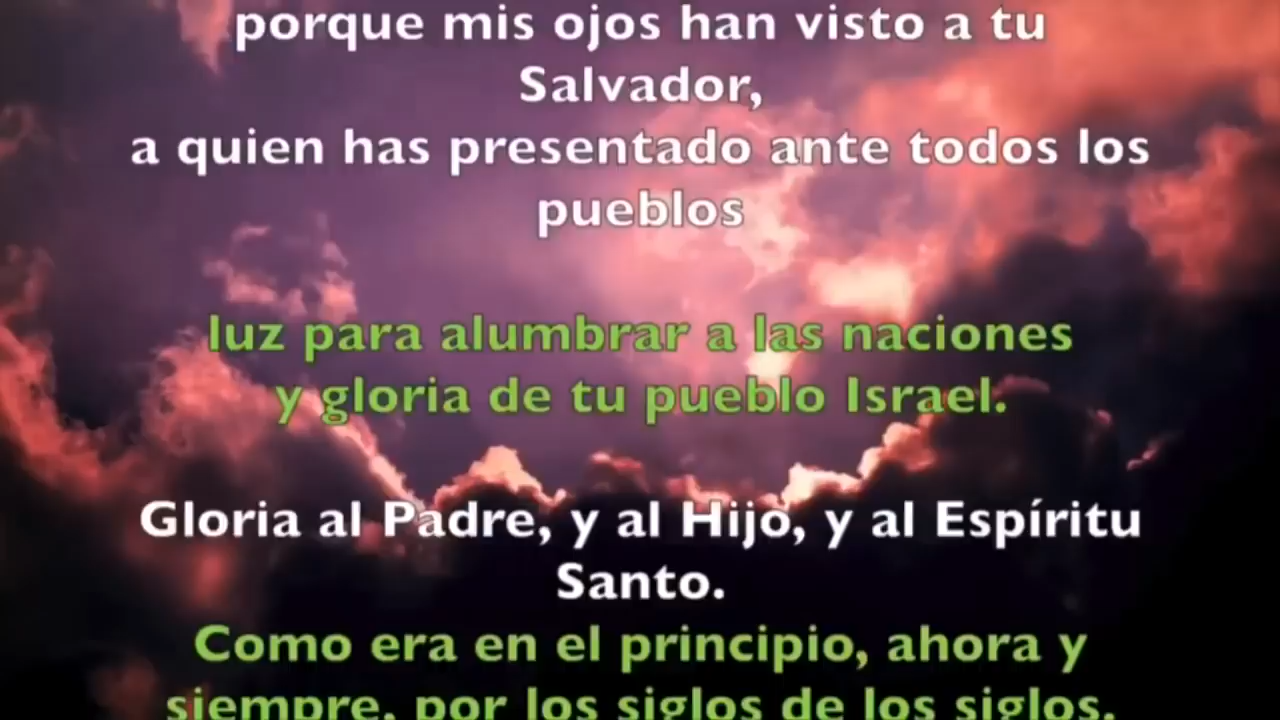 porque mis ojos han visto a tu
Salvador,
a quien has presentado ante todos los
pueblos
luz para alumbrar a las naciones
y gloria de tu pueblo Israel.
Gloria al Padre, y al Hijo, y al Espíritu
Santo.
Como era en el principio, ahora y
siempre, por los siglos de los siglos.